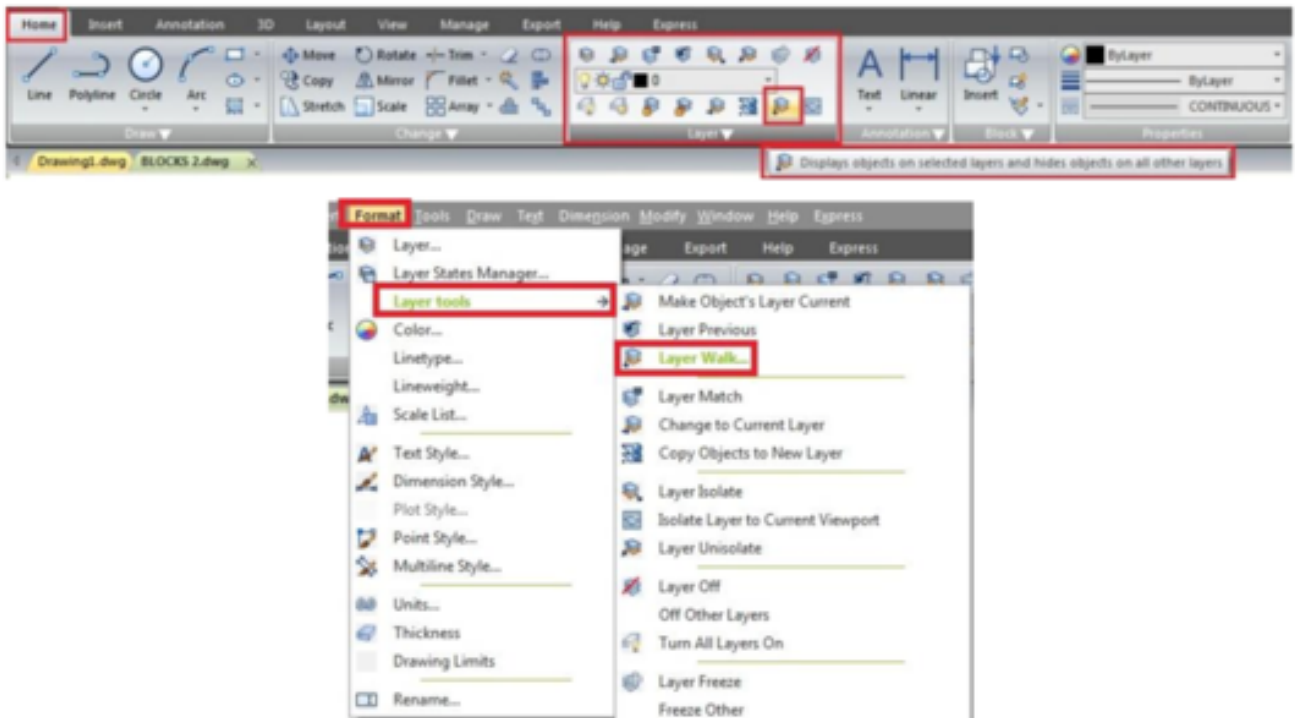 Home Insert Annotation 3D Layout View Manage Export Help Express
Move Rotate Trim
Copy Mirror Fillet
Stretch Scale Array
Line Polyline Circle Arc
0
Text Linear
Insert
ByLayer
ByLayer
CONTINUOUS
Draw Change Layer Annotation Block Properties
Drawing1.dwg BLOCKS 2.dwg
Displays objects on selected layers and hides objects on all other layers
Format Tools Draw Text Dimension Modify Window Help Express
age Export Help Express
Layer...
Layer States Manager...
Layer tools
Color...
Linetype...
Lineweight...
Scale List...
Text Style...
Dimension Style...
Plot Style...
Point Style...
Multiline Style...
Units...
Thickness
Drawing Limits
Rename...
Make Object's Layer Current
Layer Previous
Layer Walk...
Layer Match
Change to Current Layer
Copy Objects to New Layer
Layer Isolate
Isolate Layer to Current Viewport
Layer Unisolate
Layer Off
Off Other Layers
Turn All Layers On
Layer Freeze
Freeze Other